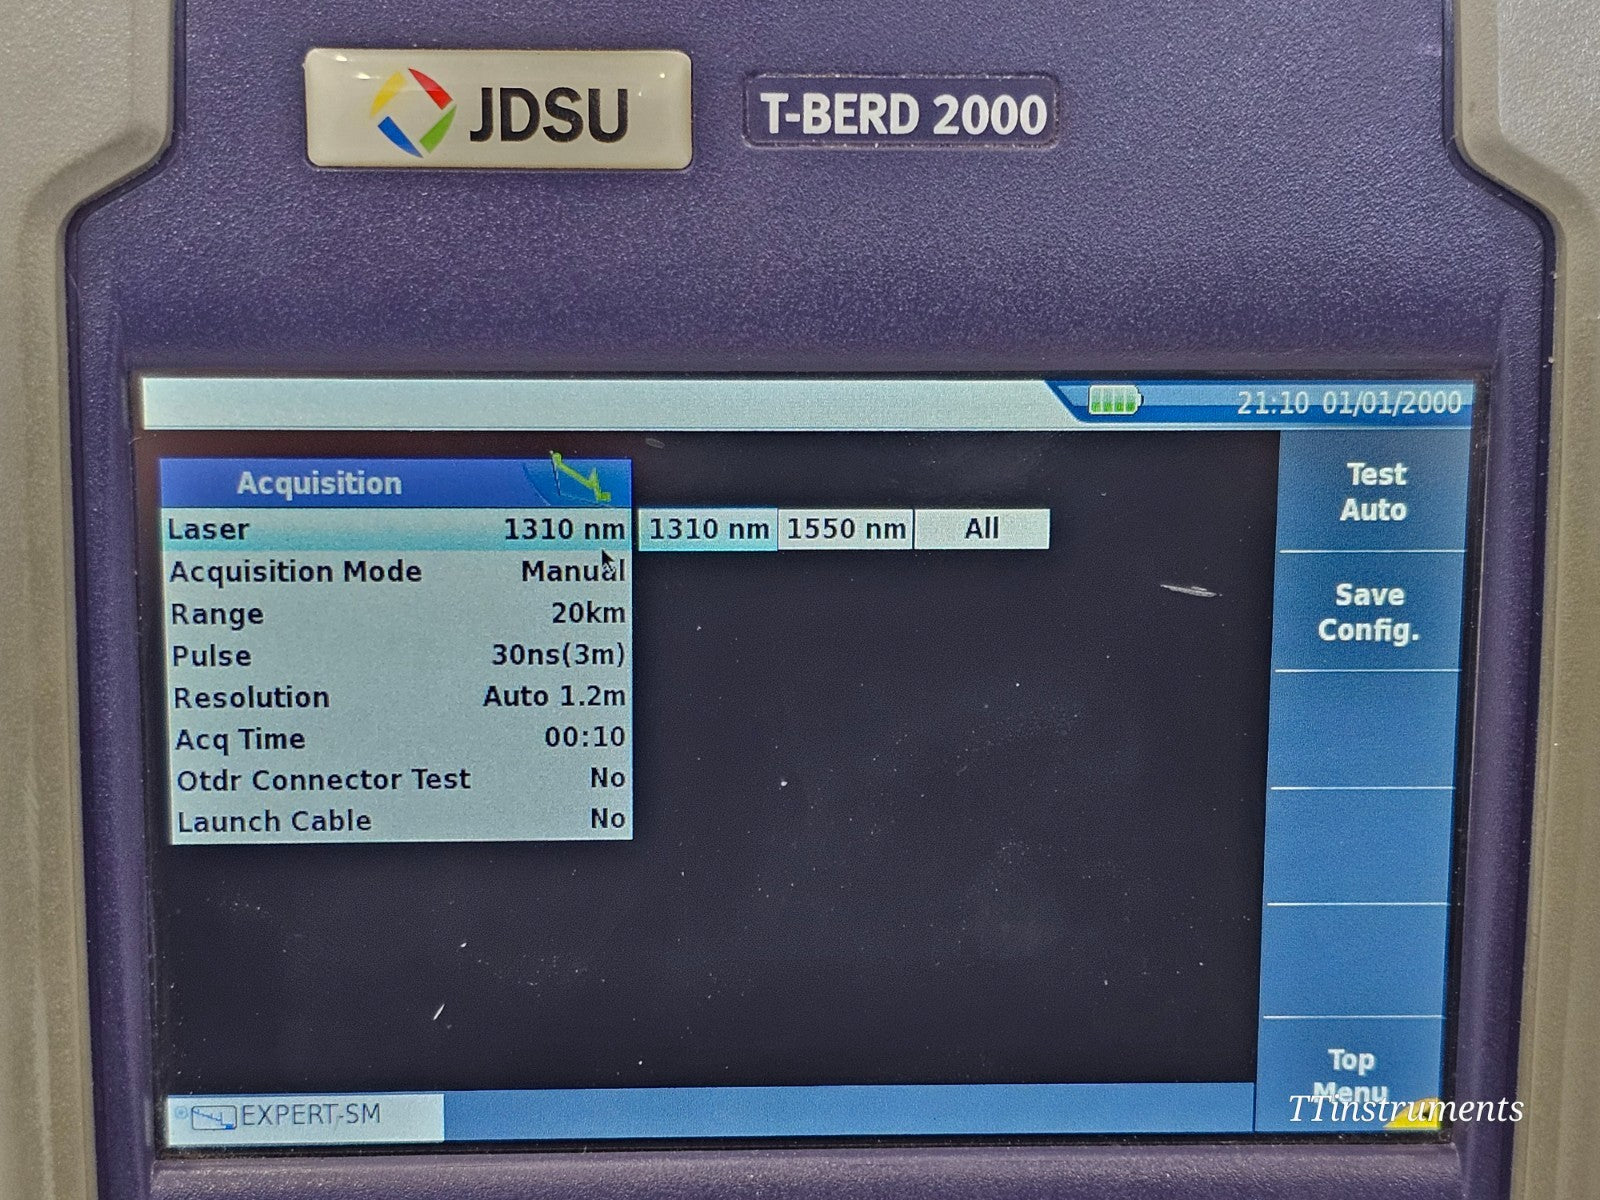 JDSU
T-BERD 2000
21:10 01/01/2000
Acquisition
Laser 1310 nm 1310 nm 1550 nm All
Acquisition Mode Manual
Range 20km
Pulse 30ns(3m)
Resolution Auto 1.2m
Acq Time 00:10
Otdr Connector Test No
Launch Cable No
Test
Auto
Save
Config.
Top
Menu
EXPERT-SM
TTinstruments